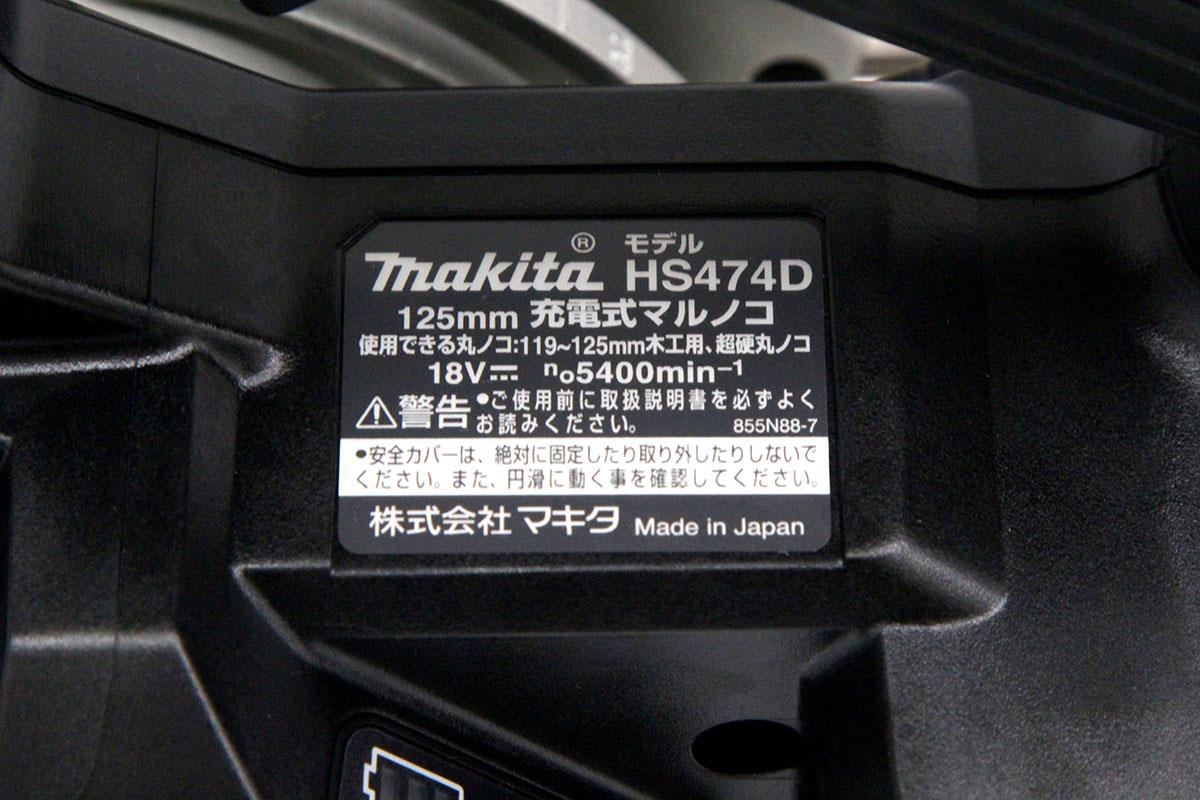 makita® モデル HS474D
125mm 充電式マルノコ
使用できる丸ノコ:119~125mm木工用、超硬丸ノコ
18V⎓ no5400min⁻¹
⚠警告 •ご使用前に取扱説明書を必ずよく
お読みください。 855N88-7
•安全カバーは、絶対に固定したり取り外したりしないで
ください。また、円滑に動く事を確認してください。
株式会社 マキタ Made in Japan